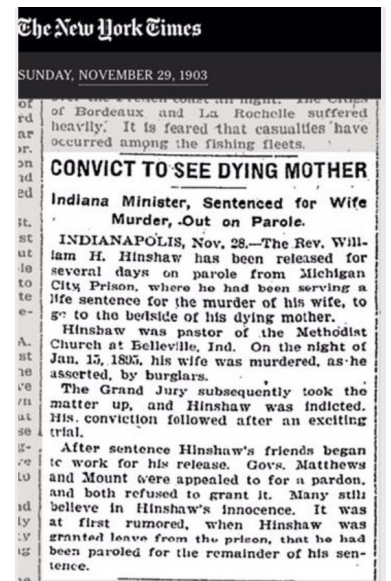 The New York Times
SUNDAY, NOVEMBER 29, 1903
of Bordeaux and La Rochelle suffered
heavily. It is feared that casualties have
occurred among the fishing fleets.
CONVICT TO SEE DYING MOTHER
Indiana Minister, Sentenced for Wife
Murder, Out on Parole.
INDIANAPOLIS, Nov. 28.—The Rev. Will-
iam H. Hinshaw has been released for
several days on parole from Michigan
City Prison, where he had been serving a
life sentence for the murder of his wife, to
go to the bedside of his dying mother.
Hinshaw was pastor of the Methodist
Church at Belleville, Ind. On the night of
Jan. 15, 1895, his wife was murdered, as he
asserted, by burglars.
The Grand Jury subsequently took the
matter up, and Hinshaw was indicted.
His conviction followed after an exciting
trial.
After sentence Hinshaw's friends began
to work for his release. Govs. Matthews
and Mount were appealed to for a pardon,
and both refused to grant it. Many still
believe in Hinshaw's innocence. It was
at first rumored, when Hinshaw was
granted leave from the prison, that he had
been paroled for the remainder of his sen-
tence.